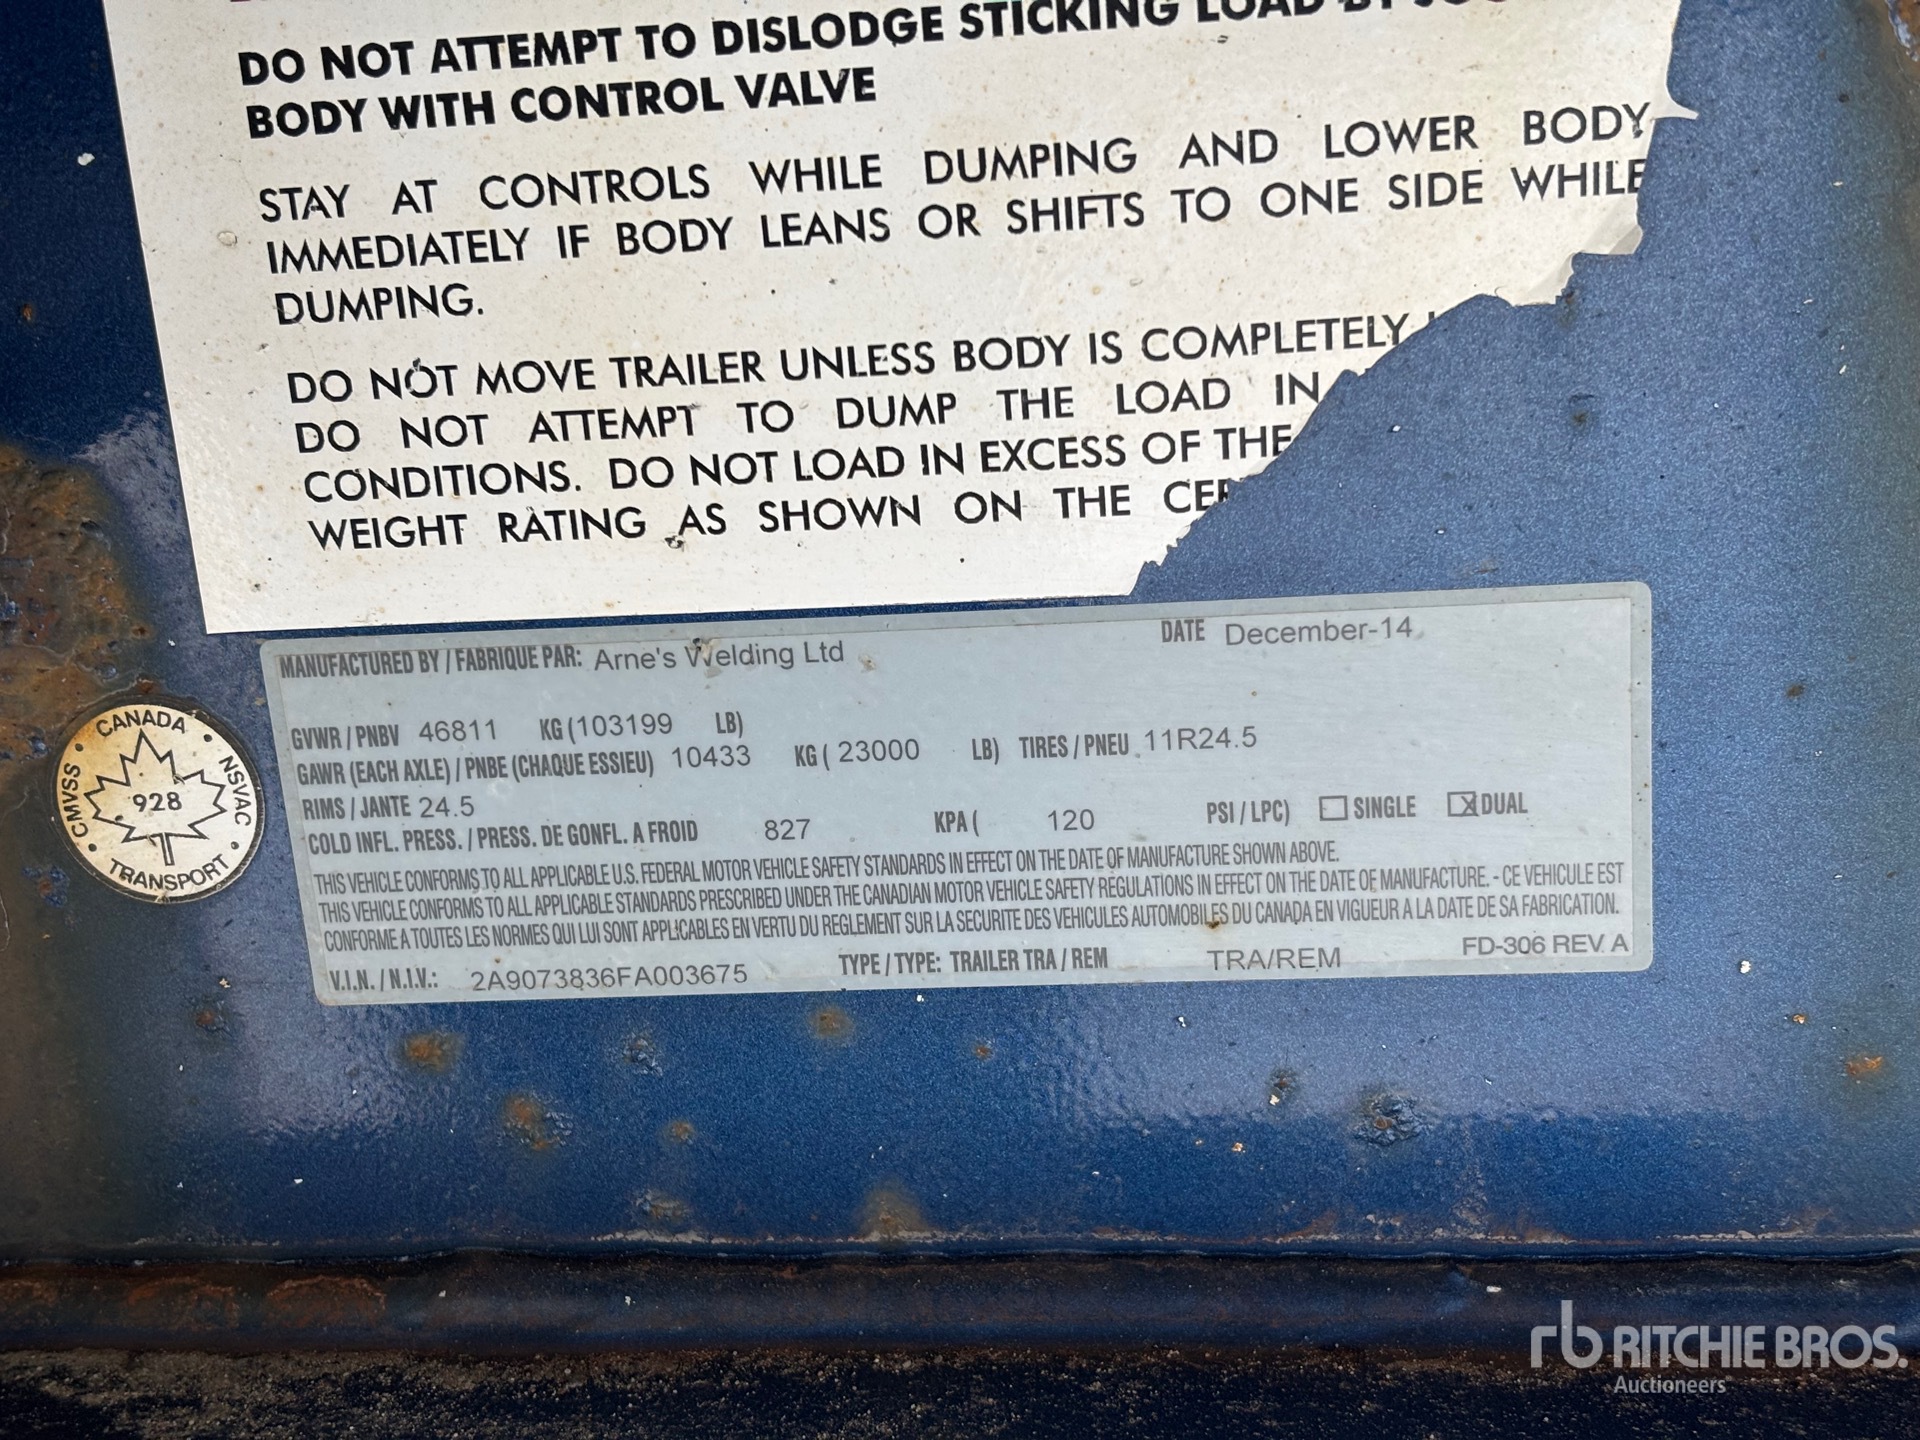 DO NOT ATTEMPT TO DISLODGE STICKING LOAD BY
BODY WITH CONTROL VALVE
STAY AT CONTROLS WHILE DUMPING AND LOWER BODY
IMMEDIATELY IF BODY LEANS OR SHIFTS TO ONE SIDE WHILE
DUMPING.
DO NOT MOVE TRAILER UNLESS BODY IS COMPLETELY
DO NOT ATTEMPT TO DUMP THE LOAD IN
CONDITIONS. DO NOT LOAD IN EXCESS OF THE
WEIGHT RATING AS SHOWN ON THE
MANUFACTURED BY / FABRIQUE PAR: Arne's Welding Ltd DATE December-14
GVWR / PNBV 46811 KG (103199 LB)
GAWR (EACH AXLE) / PNBE (CHAQUE ESSIEU) 10433 KG ( 23000 LB) TIRES / PNEU 11R24.5
RIMS / JANTE 24.5
COLD INFL. PRESS. / PRESS. DE GONFL. A FROID 827 KPA ( 120 PSI / LPC) SINGLE DUAL
THIS VEHICLE CONFORMS TO ALL APPLICABLE U.S. FEDERAL MOTOR VEHICLE SAFETY STANDARDS IN EFFECT ON THE DATE OF MANUFACTURE SHOWN ABOVE.
THIS VEHICLE CONFORMS TO ALL APPLICABLE STANDARDS PRESCRIBED UNDER THE CANADIAN MOTOR VEHICLE SAFETY REGULATIONS IN EFFECT ON THE DATE OF MANUFACTURE. - CE VEHICULE EST
CONFORME A TOUTES LES NORMES QUI LUI SONT APPLICABLES EN VERTU DU REGLEMENT SUR LA SECURITE DES VEHICULES AUTOMOBILES DU CANADA EN VIGUEUR A LA DATE DE SA FABRICATION.
V.I.N. / N.I.V.: 2A9073836FA003675 TYPE / TYPE: TRAILER TRA / REM TRA/REM FD-306 REV A
CANADA
CMVSS
928
NSVAC
TRANSPORT
rb RITCHIE BROS.
Auctioneers